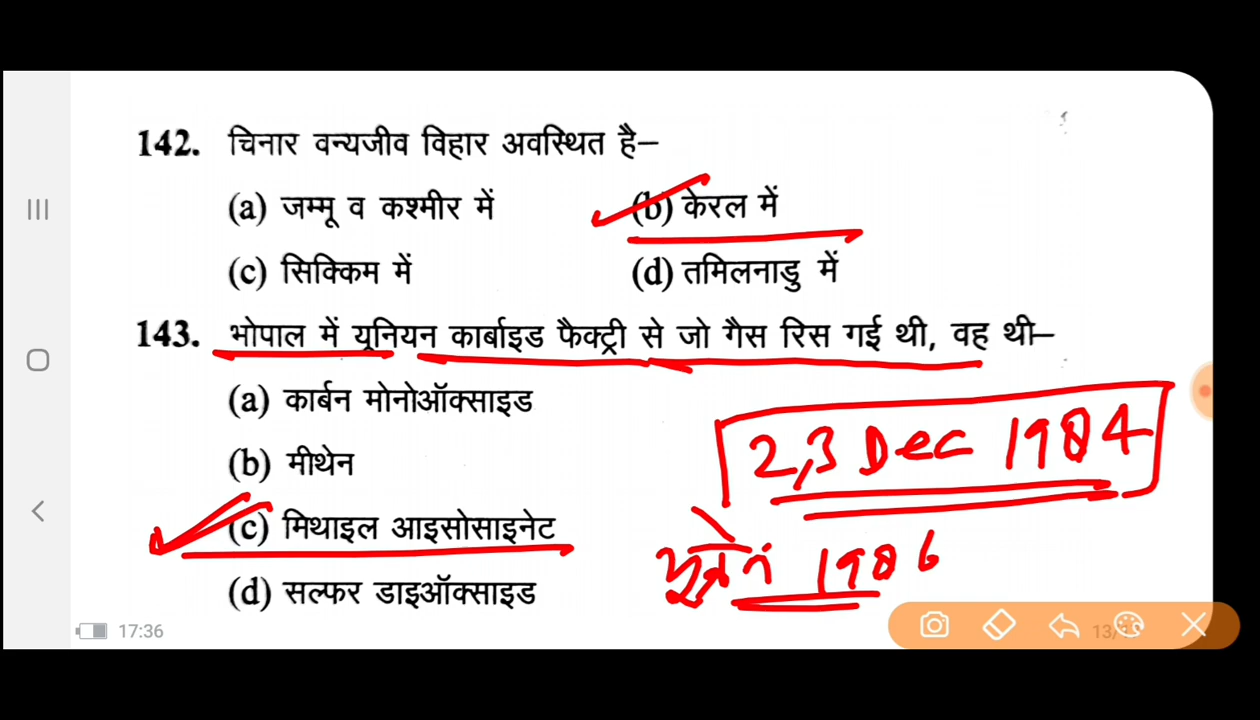 142. चिनार वन्यजीव विहार अवस्थित है–
(a) जम्मू व कश्मीर में (b) केरल में
(c) सिक्किम में (d) तमिलनाडु में
143. भोपाल में यूनियन कार्बाइड फैक्ट्री से जो गैस रिस गई थी, वह थी–
(a) कार्बन मोनोऑक्साइड
2,3 Dec 1984
(b) मीथेन
(c) मिथाइल आइसोसाइनेट
1986
(d) सल्फर डाइऑक्साइड
17:36